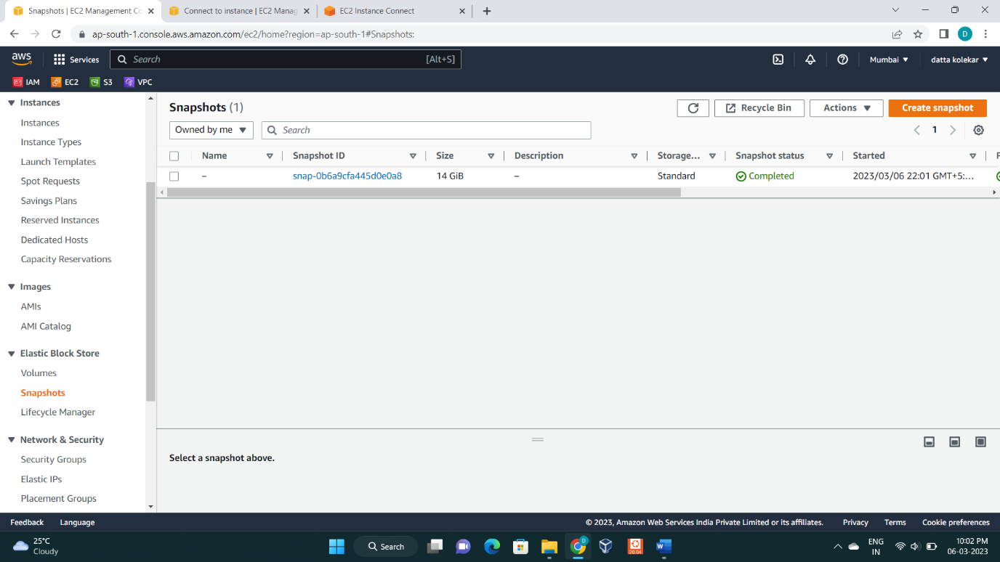 Snapshots | EC2 Management Co
Connect to instance | EC2 Manag
EC2 Instance Connect
ap-south-1.console.aws.amazon.com/ec2/home?region=ap-south-1#Snapshots:
D
aws
Services
Search
[Alt+S]
Mumbai
datta kolekar
IAM
EC2
S3
VPC
Instances
Instances
Instance Types
Launch Templates
Spot Requests
Savings Plans
Reserved Instances
Dedicated Hosts
Capacity Reservations
Images
AMIs
AMI Catalog
Elastic Block Store
Volumes
Snapshots
Lifecycle Manager
Network & Security
Security Groups
Elastic IPs
Placement Groups
Snapshots (1)
Recycle Bin
Actions
Create snapshot
Owned by me
Search
1
Name Snapshot ID Size Description Storage... Snapshot status Started
– snap-0b6a9cfa445d0e0a8 14 GiB – Standard Completed 2023/03/06 22:01 GMT+5:...
Select a snapshot above.
Feedback Language
© 2023, Amazon Web Services India Private Limited or its affiliates. Privacy Terms Cookie preferences
25°C
Cloudy
Search
D
20.04
W
ENG
IN
10:02 PM
06-03-2023